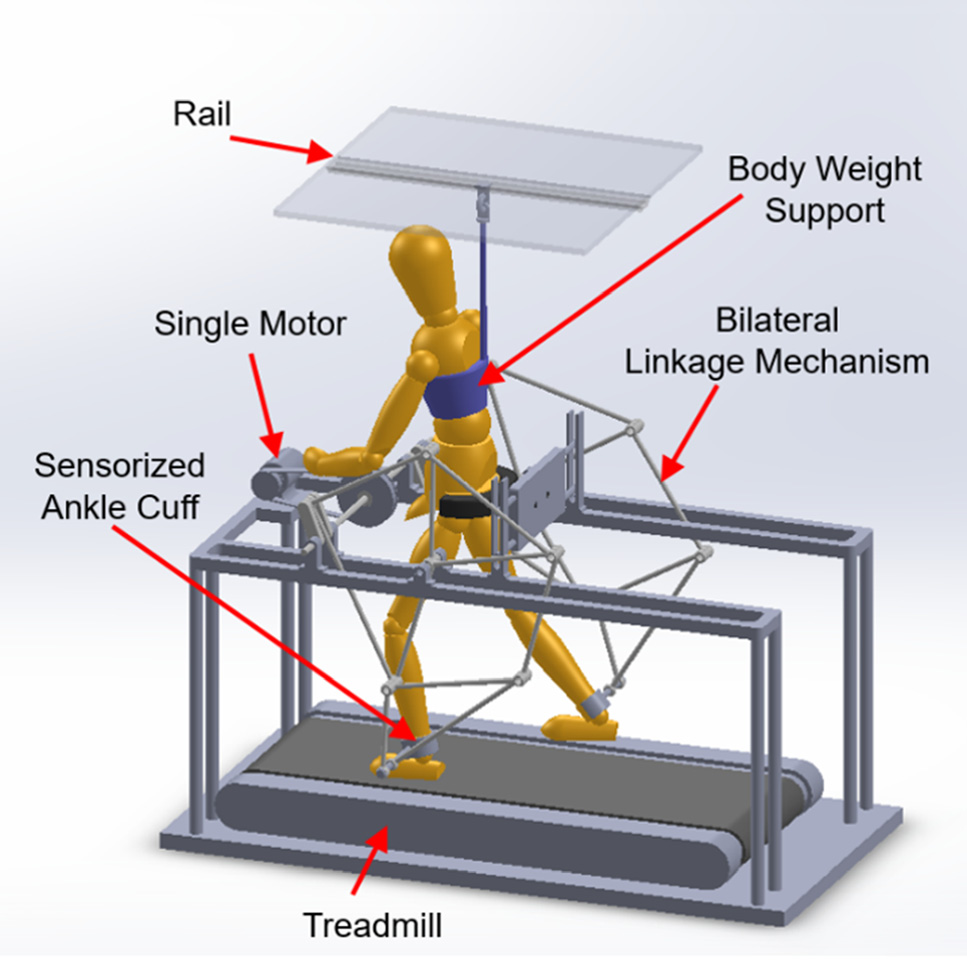 Rail
Body Weight
Support
Single Motor
Bilateral
Linkage Mechanism
Sensorized
Ankle Cuff
Treadmill